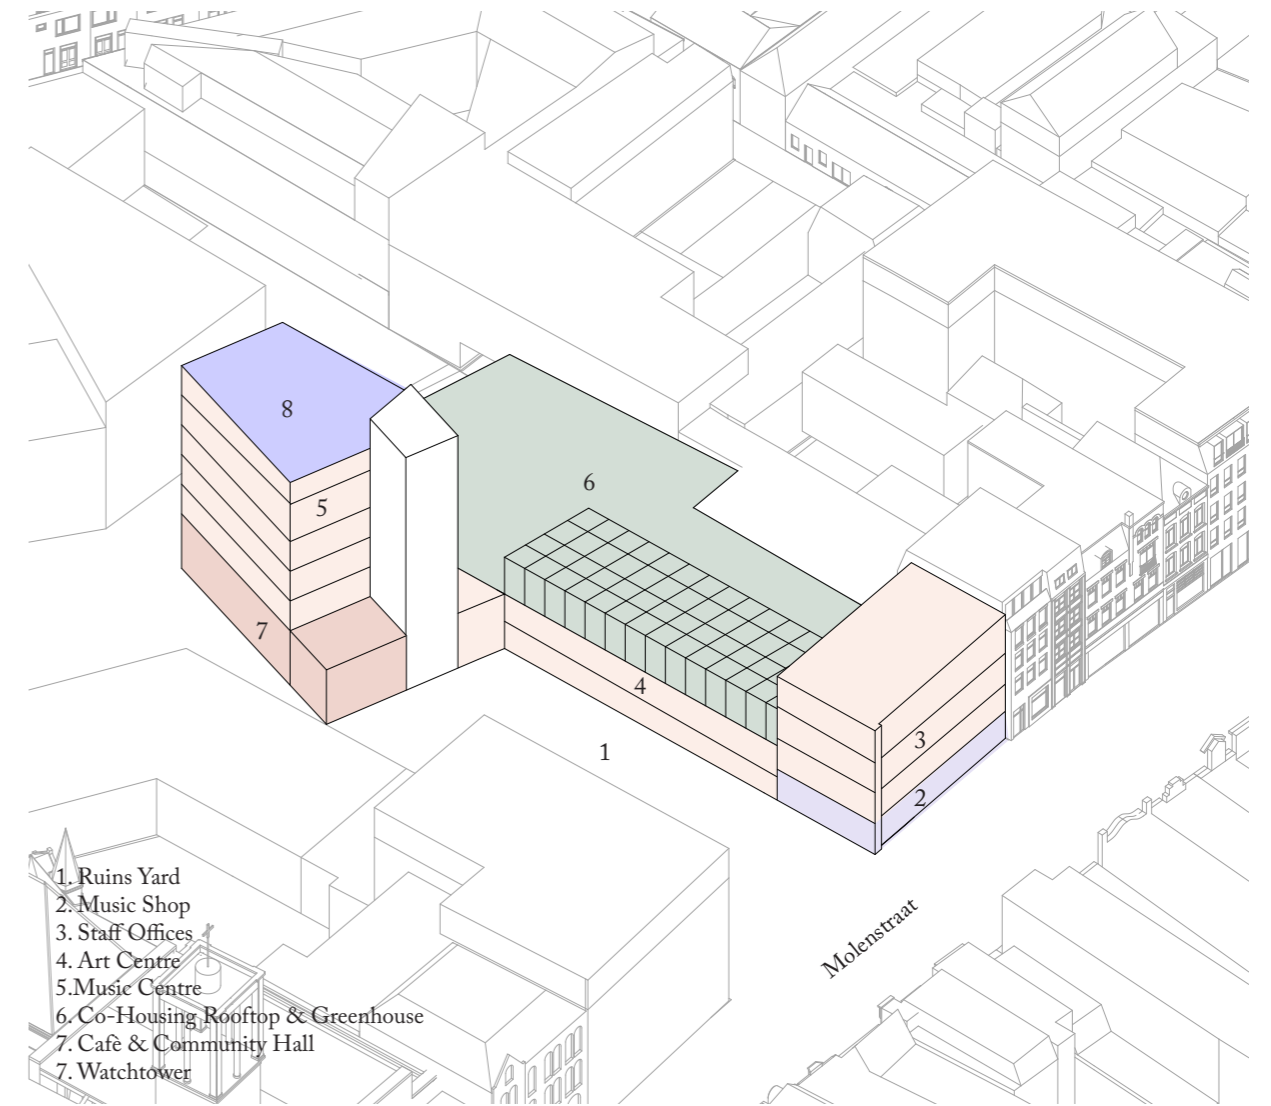 8
6
5
7
4
1
3
2
Molenstraat
1. Ruins Yard
2. Music Shop
3. Staff Offices
4. Art Centre
5.Music Centre
6. Co-Housing Rooftop & Greenhouse
7. Cafè & Community Hall
7. Watchtower